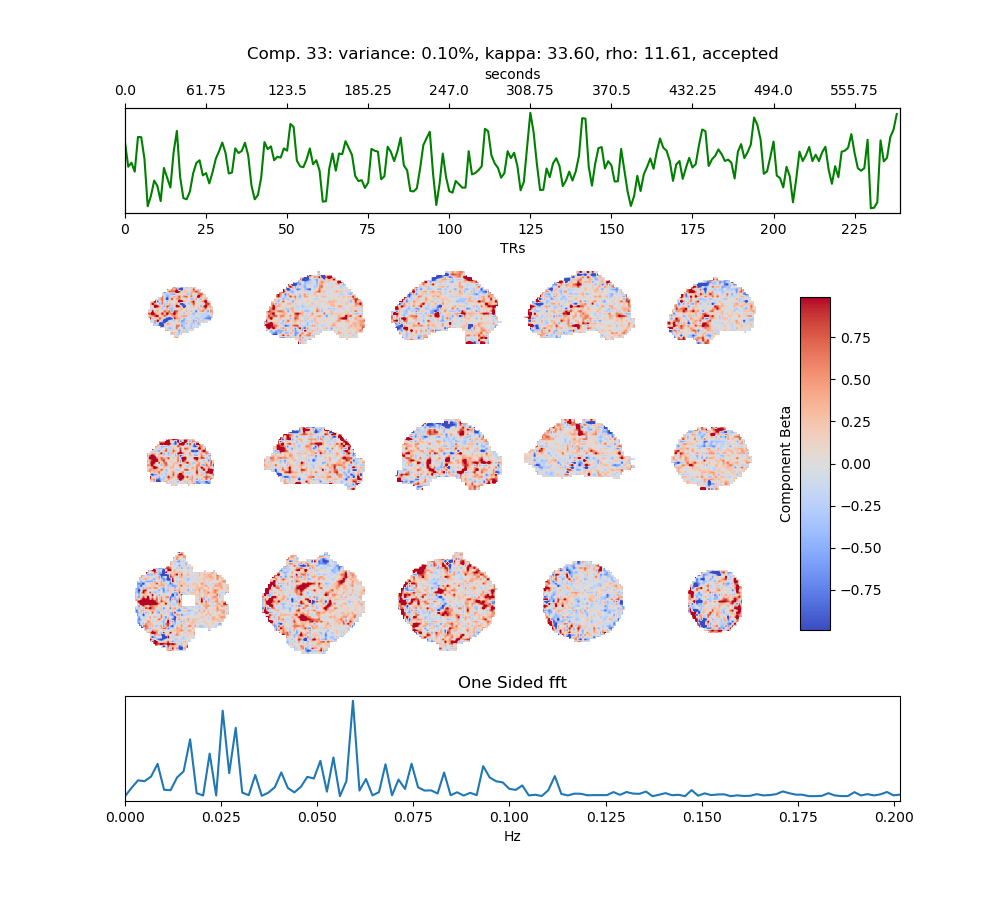 Comp. 33: variance: 0.10%, kappa: 33.60, rho: 11.61, accepted
seconds
0.0 61.75 123.5 185.25 247.0 308.75 370.5 432.25 494.0 555.75
0 25 50 75 100 125 150 175 200 225
TRs
0.75
0.50
0.25
0.00
−0.25
−0.50
−0.75
Component Beta
One Sided fft
0.000 0.025 0.050 0.075 0.100 0.125 0.150 0.175 0.200
Hz